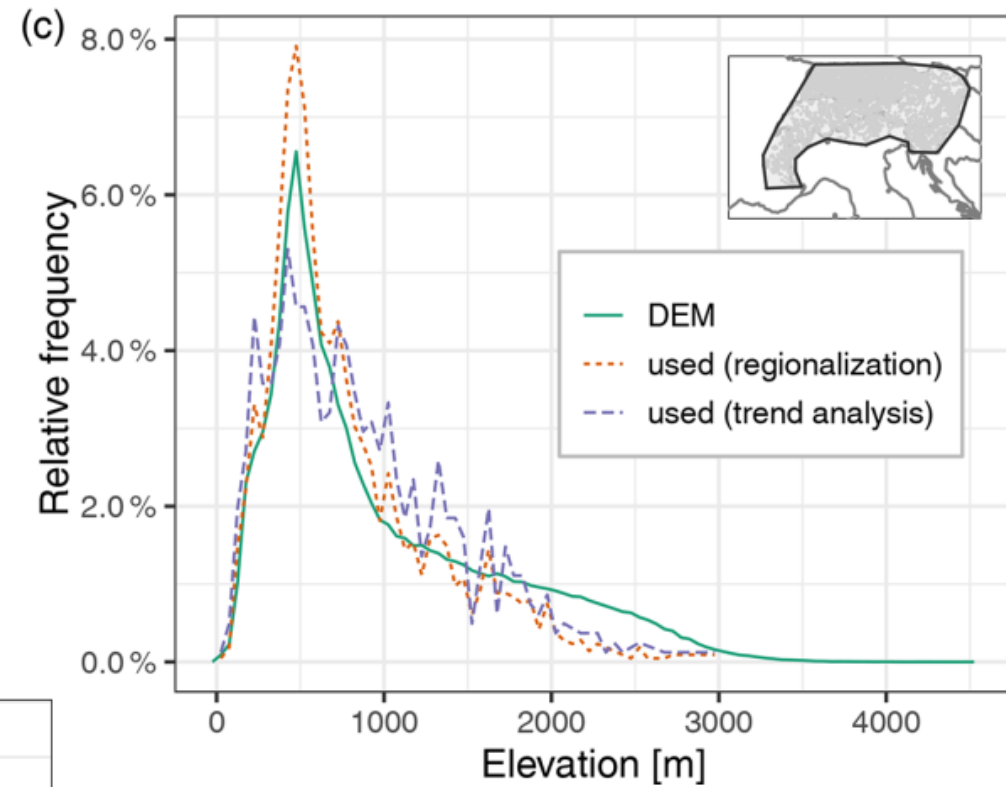 (c)
8.0 %
6.0 %
4.0 %
2.0 %
0.0 %
Relative frequency
DEM
used (regionalization)
used (trend analysis)
0 1000 2000 3000 4000
Elevation [m]